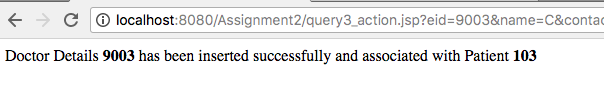 localhost:8080/Assignment2/query3_action.jsp?eid=9003&name=C&contac
Doctor Details 9003 has been inserted successfully and associated with Patient 103